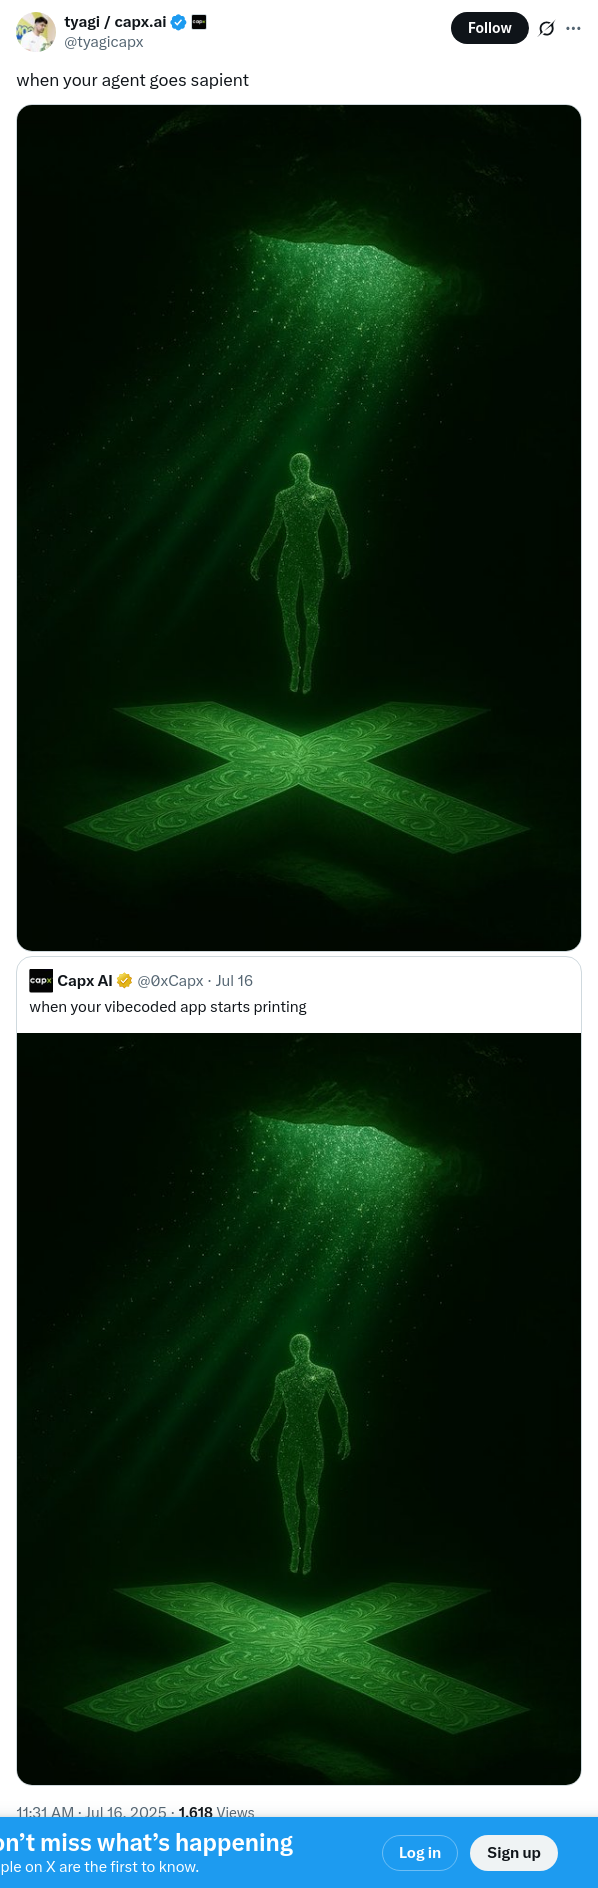 tyagi / capx.ai
capx
@tyagicapx
Follow
when your agent goes sapient
capx
Capx AI @0xCapx · Jul 16
when your vibecoded app starts printing
11:31 AM · Jul 16, 2025 · 1,618 Views
on't miss what's happening
ple on X are the first to know.
Log in
Sign up